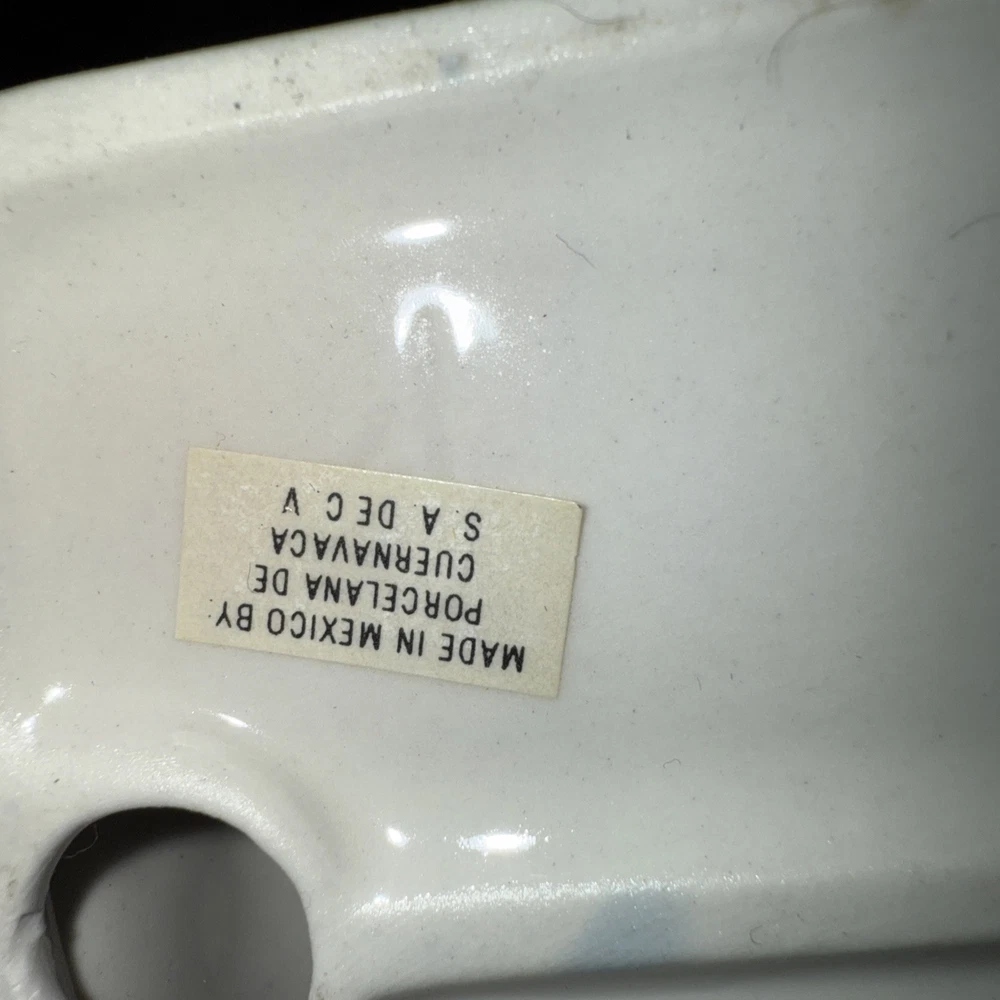 MADE IN MEXICO BY
PORCELANA DE
CUERNAVACA
S. A. DE C. V